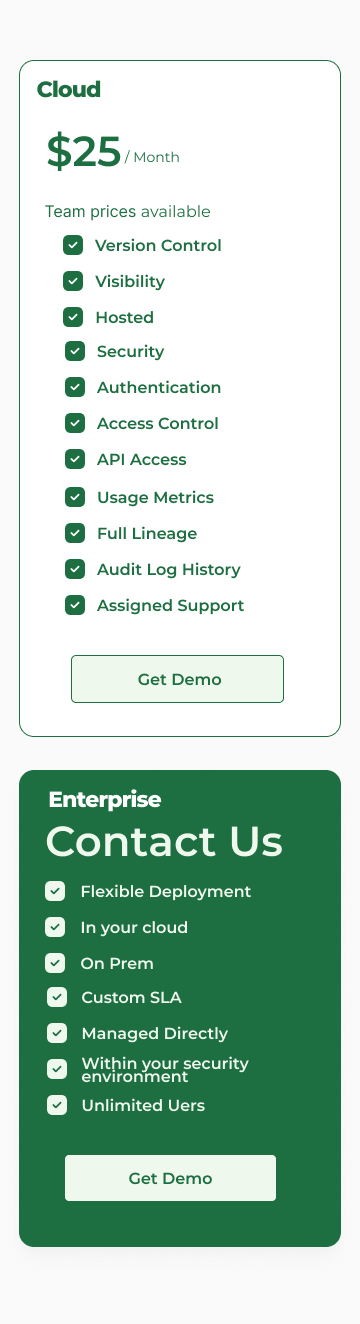 Cloud
$25 / Month
Team prices available
Version Control
Visibility
Hosted
Security
Authentication
Access Control
API Access
Usage Metrics
Full Lineage
Audit Log History
Assigned Support
Get Demo
Enterprise
Contact Us
Flexible Deployment
In your cloud
On Prem
Custom SLA
Managed Directly
Within your security
environment
Unlimited Uers
Get Demo